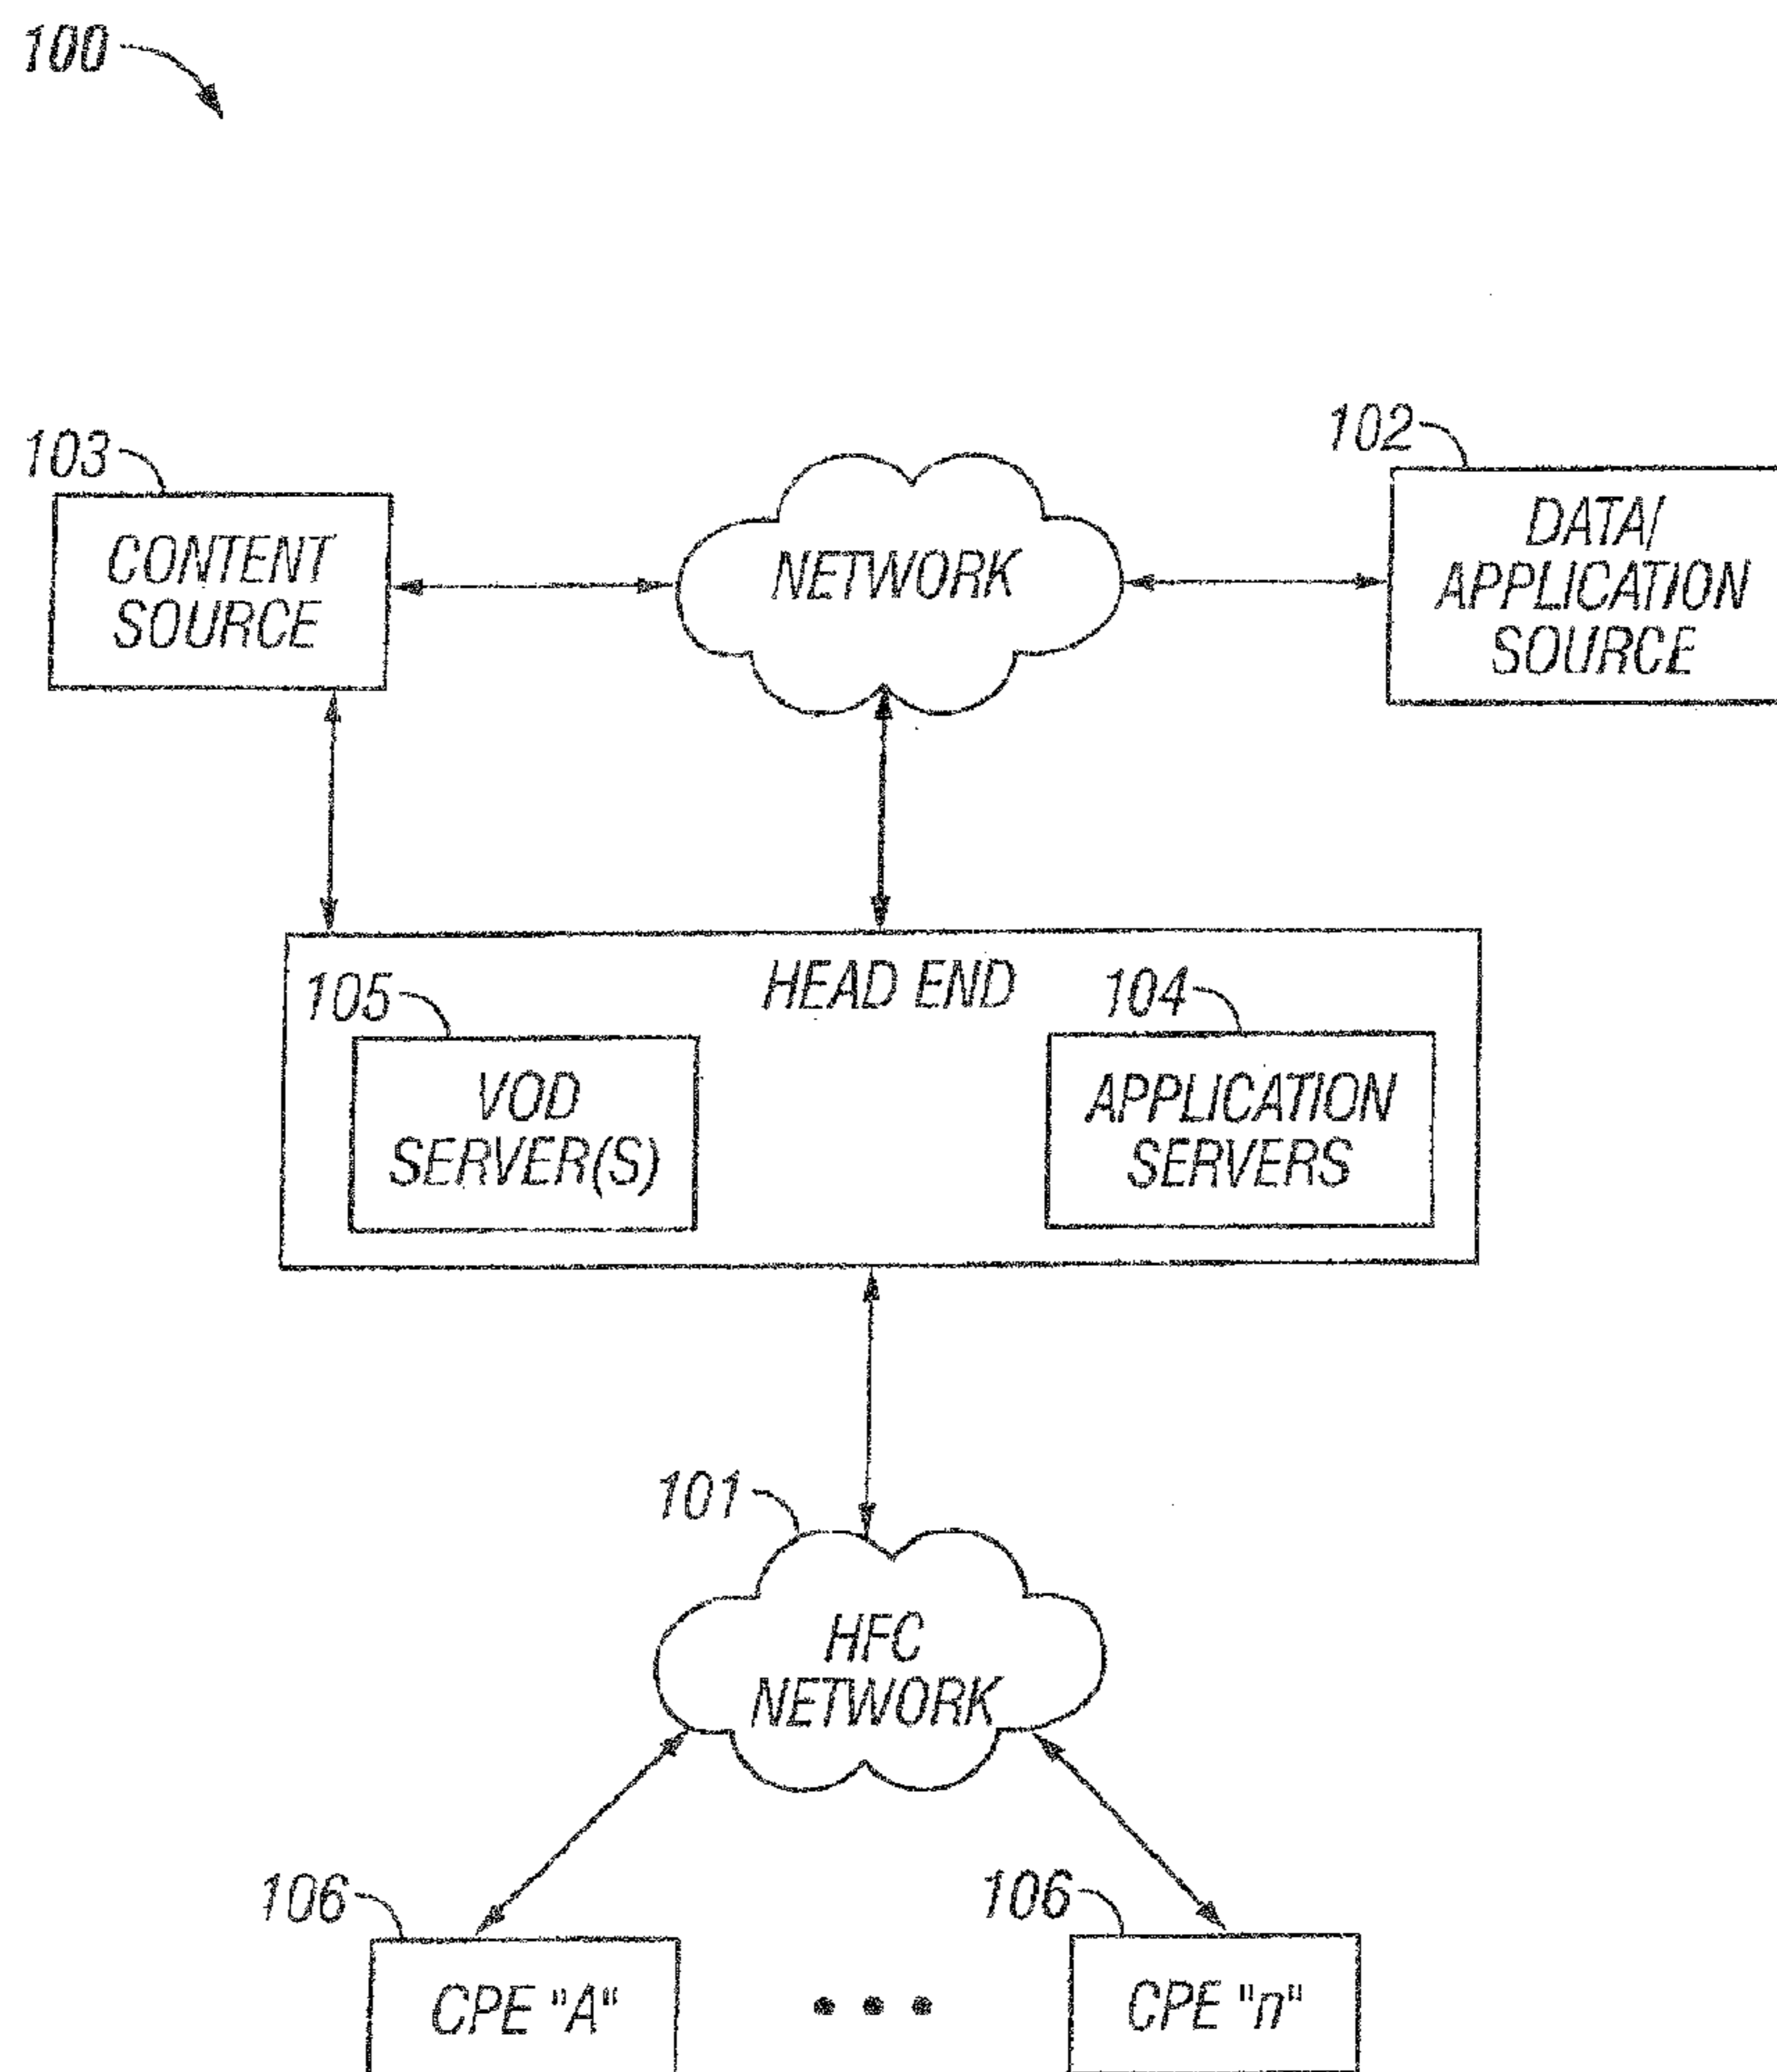 100
103
102
CONTENT
SOURCE
NETWORK
DATA/
APPLICATION
SOURCE
HEAD END
105
104
VOD
SERVER(S)
APPLICATION
SERVERS
101
HFC
NETWORK
106
106
CPE "A"
• • •
CPE "n"